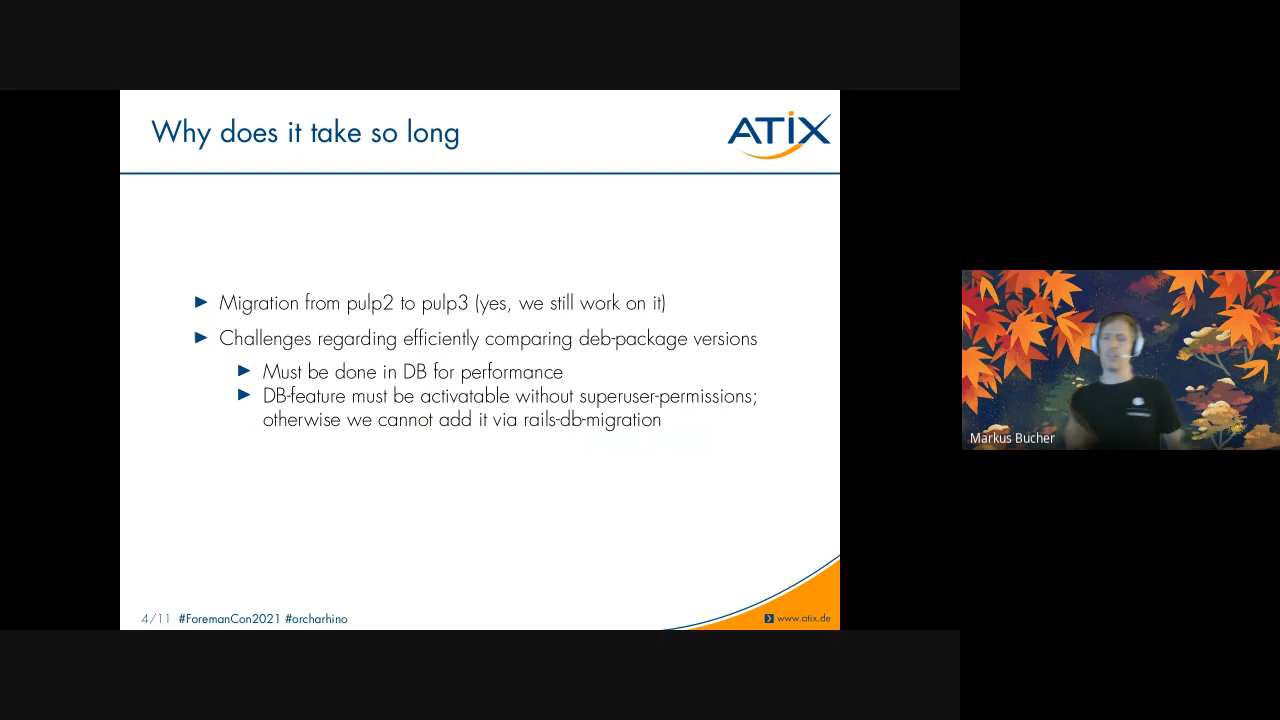 Why does it take so long
ATIX
Migration from pulp2 to pulp3 (yes, we still work on it)
Challenges regarding efficiently comparing deb-package versions
Must be done in DB for performance
DB-feature must be activatable without superuser-permissions;
otherwise we cannot add it via rails-db-migration
4/11 #ForemanCon2021 #orcharhino
www.atix.de
Markus Bucher